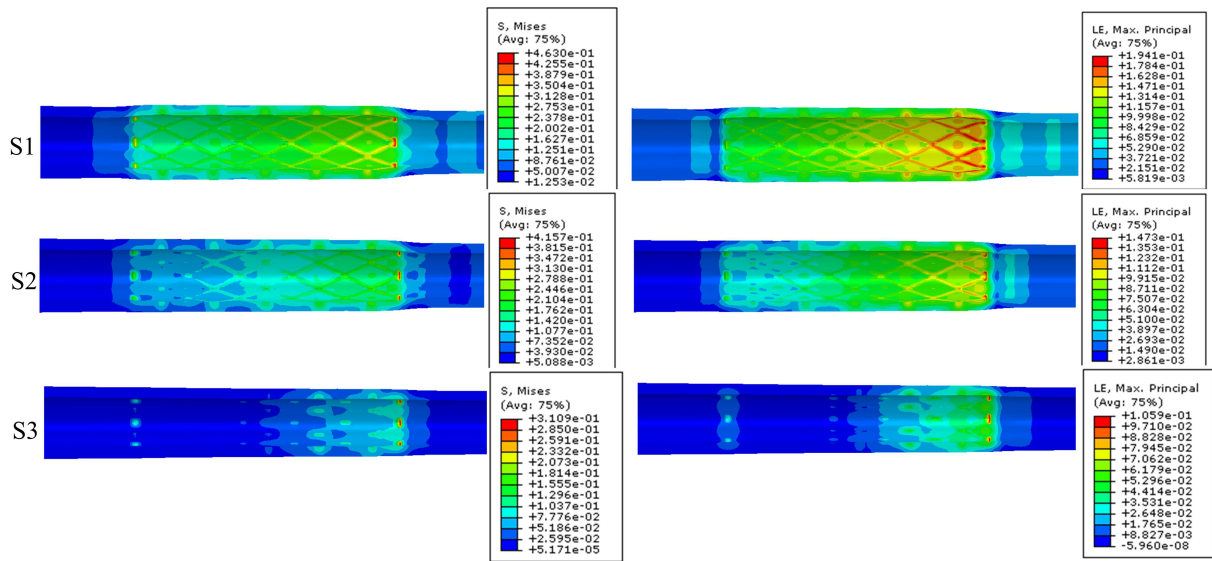 S, Mises
(Avg: 75%)
+4.630e-01
+4.255e-01
+3.879e-01
+3.504e-01
+3.128e-01
+2.753e-01
+2.378e-01
+2.002e-01
+1.627e-01
+1.251e-01
+8.761e-02
+5.007e-02
+1.253e-02
LE, Max. Principal
(Avg: 75%)
+1.941e-01
+1.784e-01
+1.628e-01
+1.471e-01
+1.314e-01
+1.157e-01
+9.998e-02
+8.429e-02
+6.859e-02
+5.290e-02
+3.721e-02
+2.151e-02
+5.819e-03
S1
S, Mises
(Avg: 75%)
+4.157e-01
+3.815e-01
+3.472e-01
+3.130e-01
+2.788e-01
+2.446e-01
+2.104e-01
+1.762e-01
+1.420e-01
+1.077e-01
+7.352e-02
+3.930e-02
+5.088e-03
LE, Max. Principal
(Avg: 75%)
+1.473e-01
+1.353e-01
+1.232e-01
+1.112e-01
+9.915e-02
+8.711e-02
+7.507e-02
+6.304e-02
+5.100e-02
+3.897e-02
+2.693e-02
+1.490e-02
+2.861e-03
S2
S, Mises
(Avg: 75%)
+3.109e-01
+2.850e-01
+2.591e-01
+2.332e-01
+2.073e-01
+1.814e-01
+1.555e-01
+1.296e-01
+1.037e-01
+7.776e-02
+5.186e-02
+2.595e-02
+5.171e-05
LE, Max. Principal
(Avg: 75%)
+1.059e-01
+9.710e-02
+8.828e-02
+7.945e-02
+7.062e-02
+6.179e-02
+5.296e-02
+4.414e-02
+3.531e-02
+2.648e-02
+1.765e-02
+8.827e-03
-5.960e-08
S3